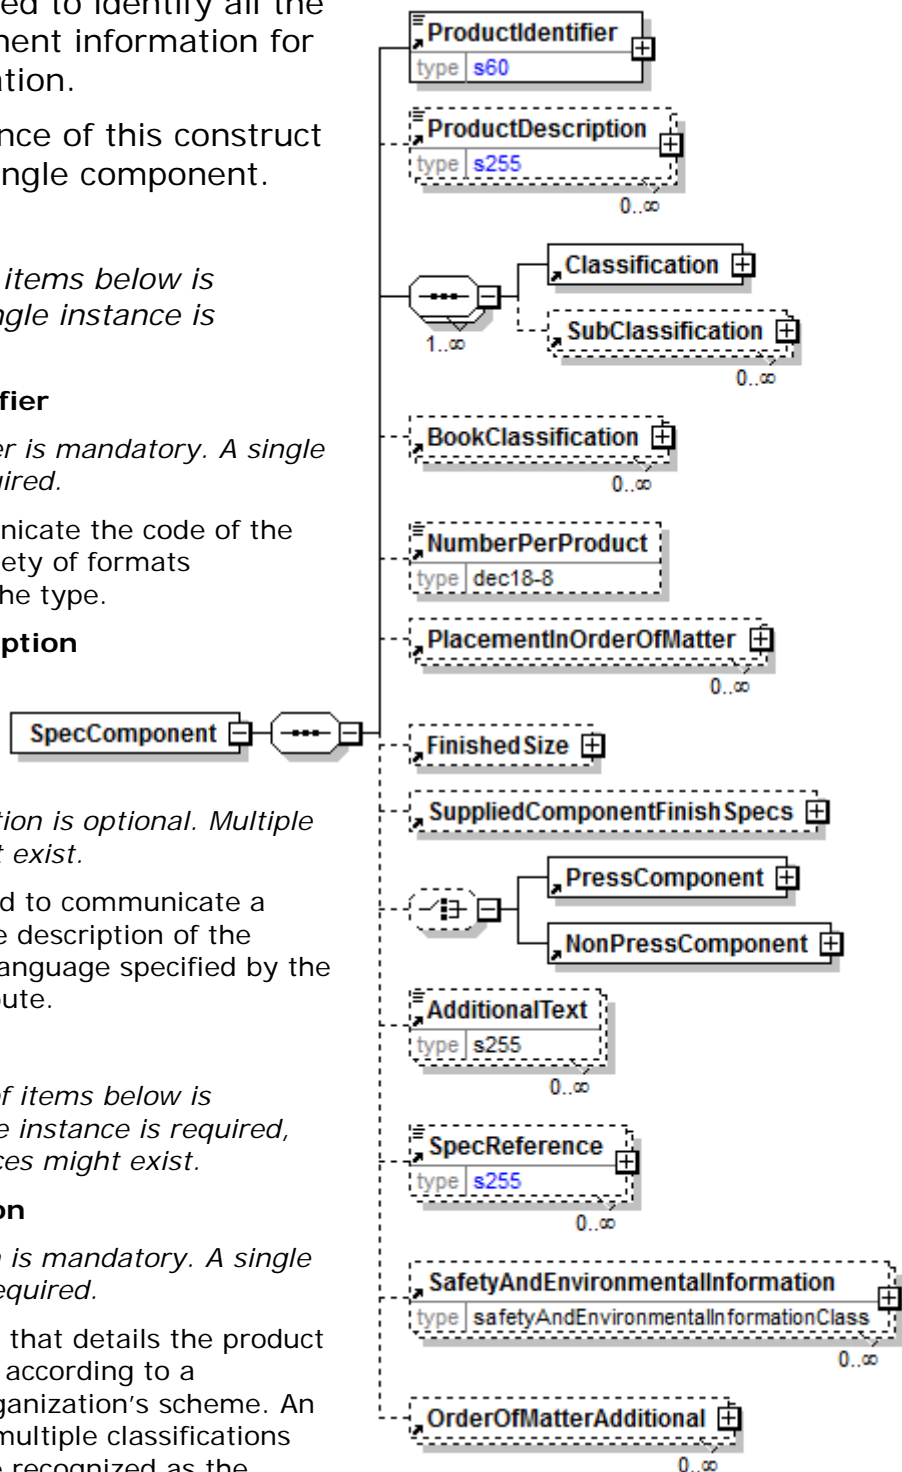 ed to identify all the
nent information for
ation.
nce of this construct
ngle component.
items below is
ngle instance is
fier
er is mandatory. A single
uired.
nicate the code of the
iety of formats
he type.
ption
tion is optional. Multiple
t exist.
d to communicate a
e description of the
language specified by the
bute.
of items below is
e instance is required,
ces might exist.
on
n is mandatory. A single
equired.
that details the product
according to a
ganization's scheme. An
multiple classifications
e recognized as the
SpecComponent
ProductIdentifier
type s60
ProductDescription
type s255
0..∞
1..∞
Classification
SubClassification
0..∞
BookClassification
0..∞
NumberPerProduct
type dec18-8
PlacementInOrderOfMatter
0..∞
FinishedSize
SuppliedComponentFinishSpecs
PressComponent
NonPressComponent
AdditionalText
type s255
0..∞
SpecReference
type s255
0..∞
SafetyAndEnvironmentalInformation
type safetyAndEnvironmentalInformationClass
0..∞
OrderOfMatterAdditional
0..∞